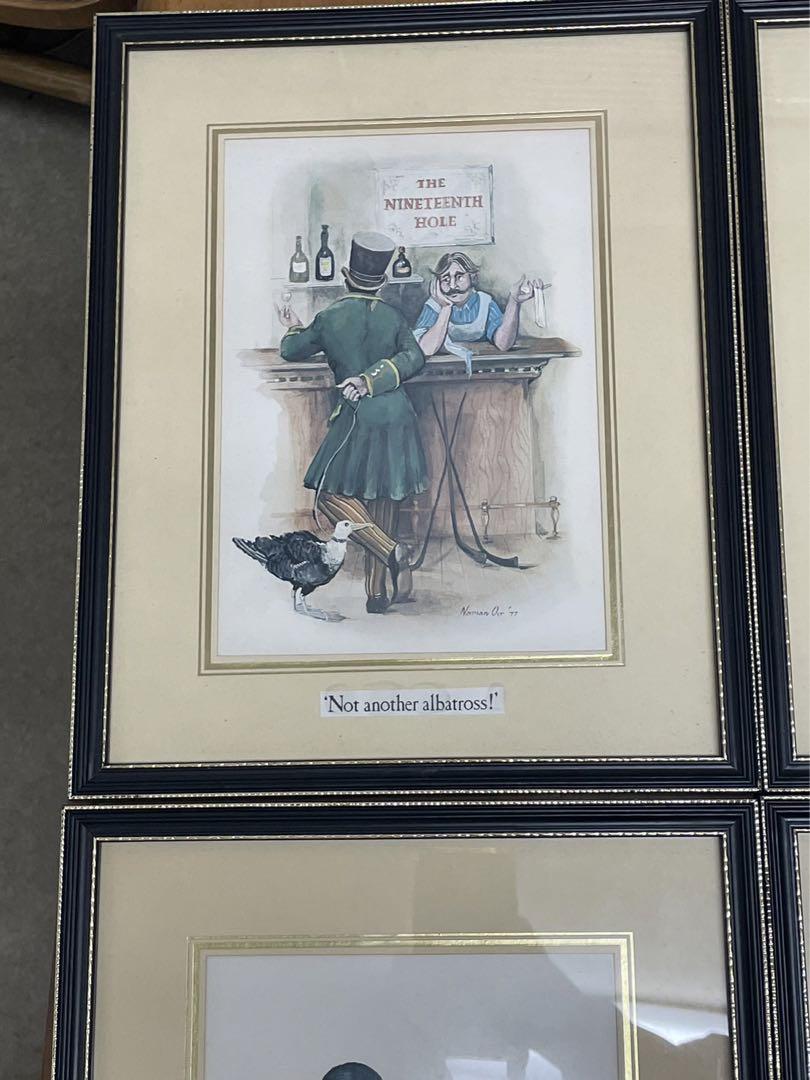 THE
NINETEENTH
HOLE
Norman Orr '77
'Not another albatross!'